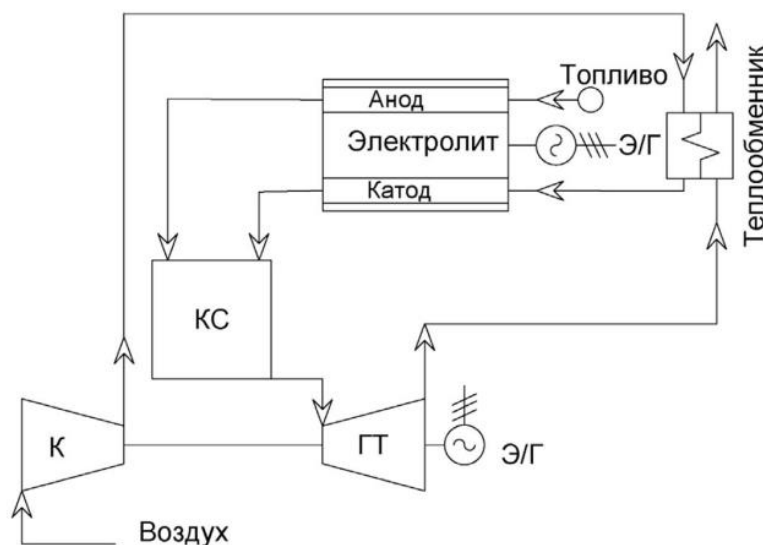 Топливо
Анод
Электролит
Э/Г
Катод
Теплообменник
КС
К
ГТ
Э/Г
Воздух